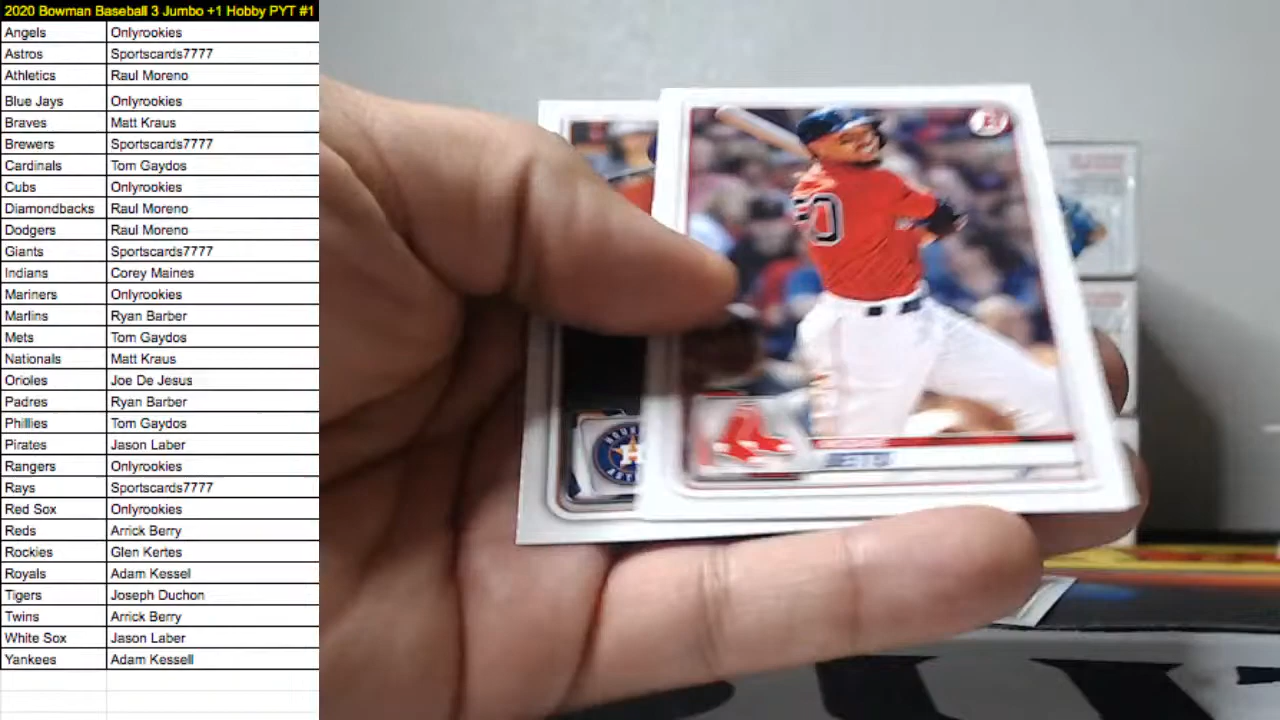 2020 Bowman Baseball 3 Jumbo +1 Hobby PYT #1
Angels Onlyrookies
Astros Sportscards7777
Athletics Raul Moreno
Blue Jays Onlyrookies
Braves Matt Kraus
Brewers Sportscards7777
Cardinals Tom Gaydos
Cubs Onlyrookies
Diamondbacks Raul Moreno
Dodgers Raul Moreno
Giants Sportscards7777
Indians Corey Maines
Mariners Onlyrookies
Marlins Ryan Barber
Mets Tom Gaydos
Nationals Matt Kraus
Orioles Joe De Jesus
Padres Ryan Barber
Phillies Tom Gaydos
Pirates Jason Laber
Rangers Onlyrookies
Rays Sportscards7777
Red Sox Onlyrookies
Reds Arrick Berry
Rockies Glen Kertes
Royals Adam Kessel
Tigers Joseph Duchon
Twins Arrick Berry
White Sox Jason Laber
Yankees Adam Kessell
50